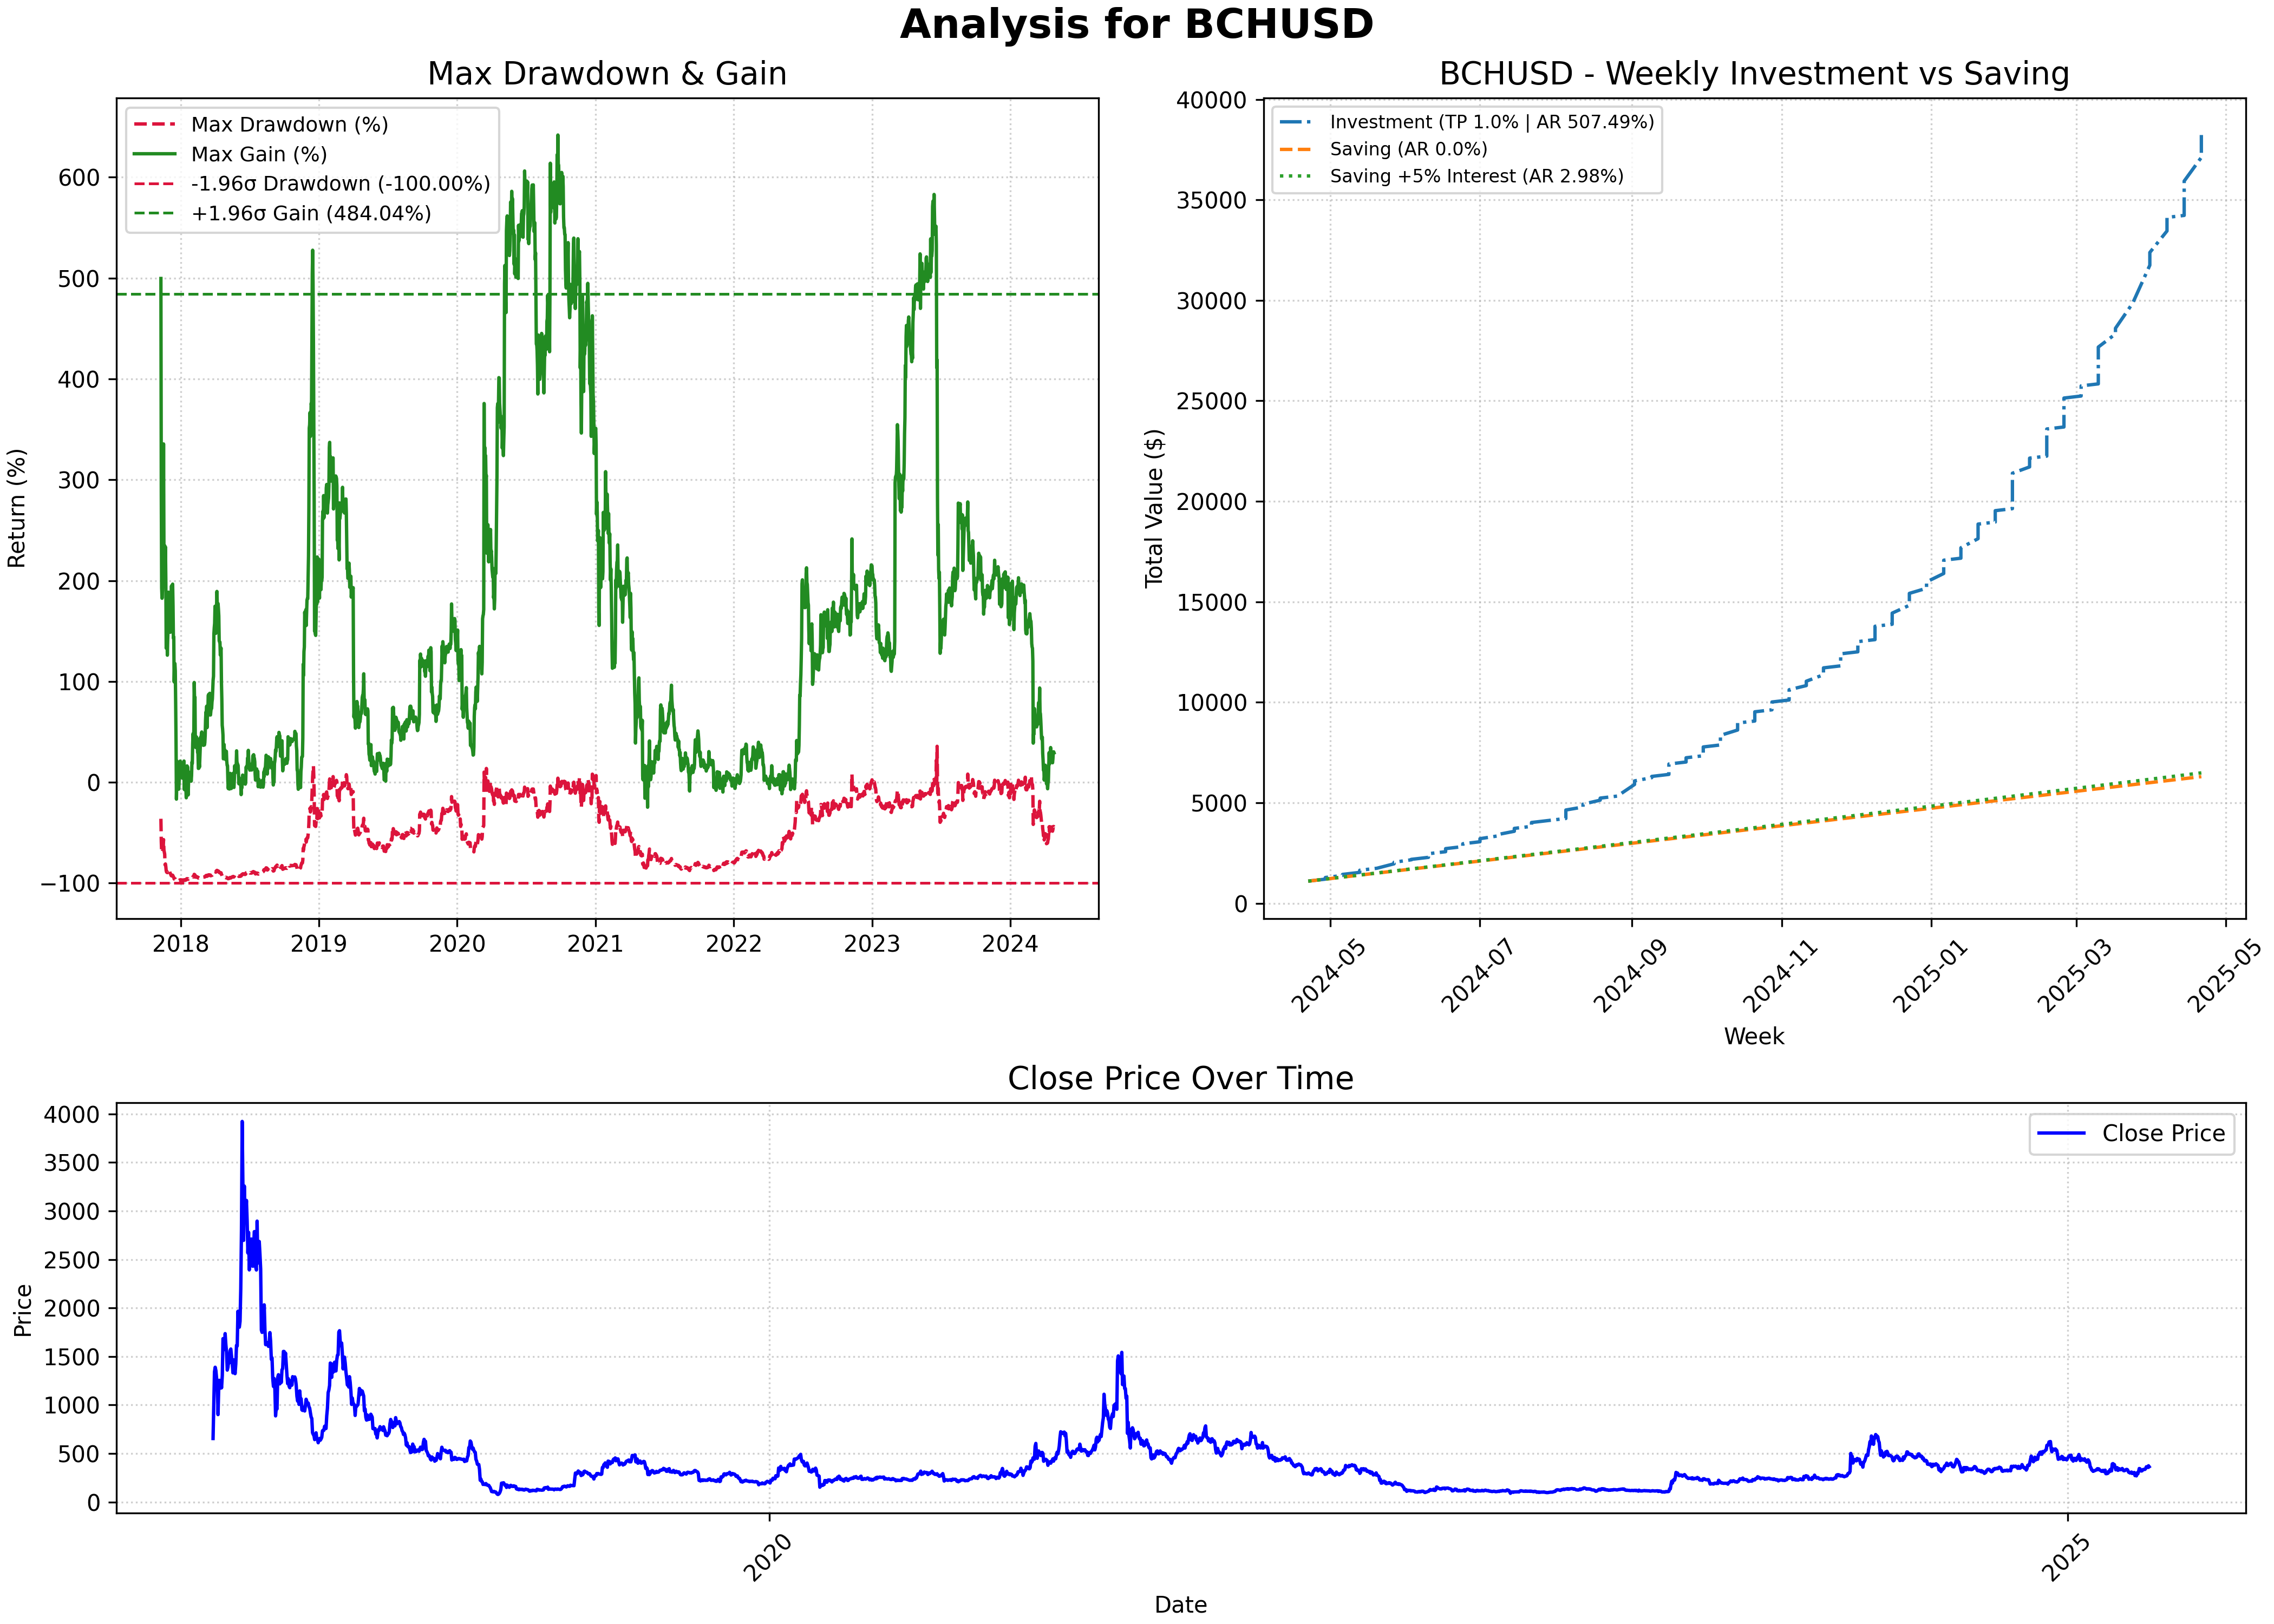 Analysis for BCHUSD
Max Drawdown & Gain
Max Drawdown (%)
Max Gain (%)
-1.96σ Drawdown (-100.00%)
+1.96σ Gain (484.04%)
Return (%)
600
500
400
300
200
100
0
−100
2018 2019 2020 2021 2022 2023 2024
BCHUSD - Weekly Investment vs Saving
Investment (TP 1.0% | AR 507.49%)
Saving (AR 0.0%)
Saving +5% Interest (AR 2.98%)
Total Value ($)
40000
35000
30000
25000
20000
15000
10000
5000
0
2024-05 2024-07 2024-09 2024-11 2025-01 2025-03 2025-05
Week
Close Price Over Time
Close Price
Price
4000
3500
3000
2500
2000
1500
1000
500
0
2020 2025
Date